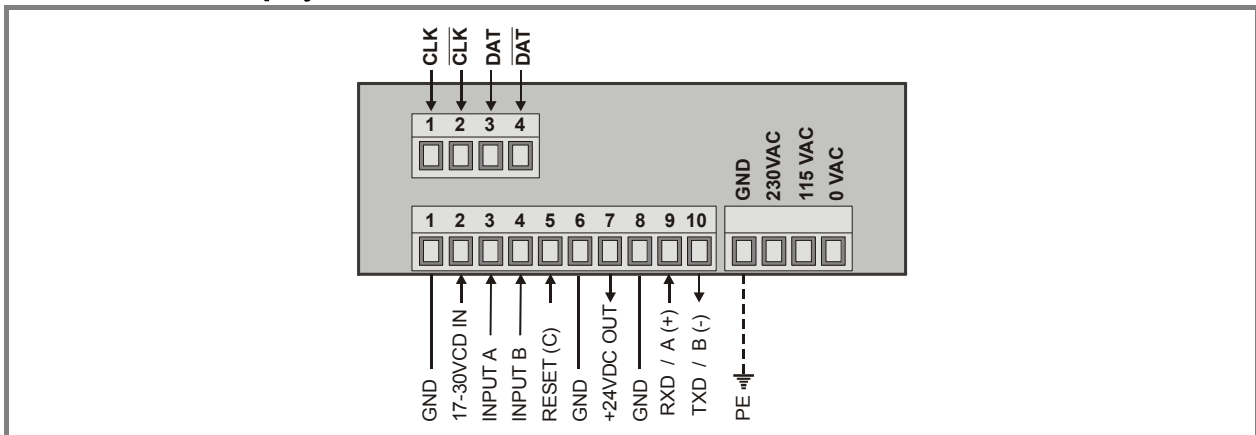 CLK
CLK
DAT
DAT
1 2 3 4
GND
230VAC
115 VAC
0 VAC
1 2 3 4 5 6 7 8 9 10
GND
17-30VCD IN
INPUT A
INPUT B
RESET (C)
GND
+24VDC OUT
GND
RXD / A (+)
TXD / B (-)
PE